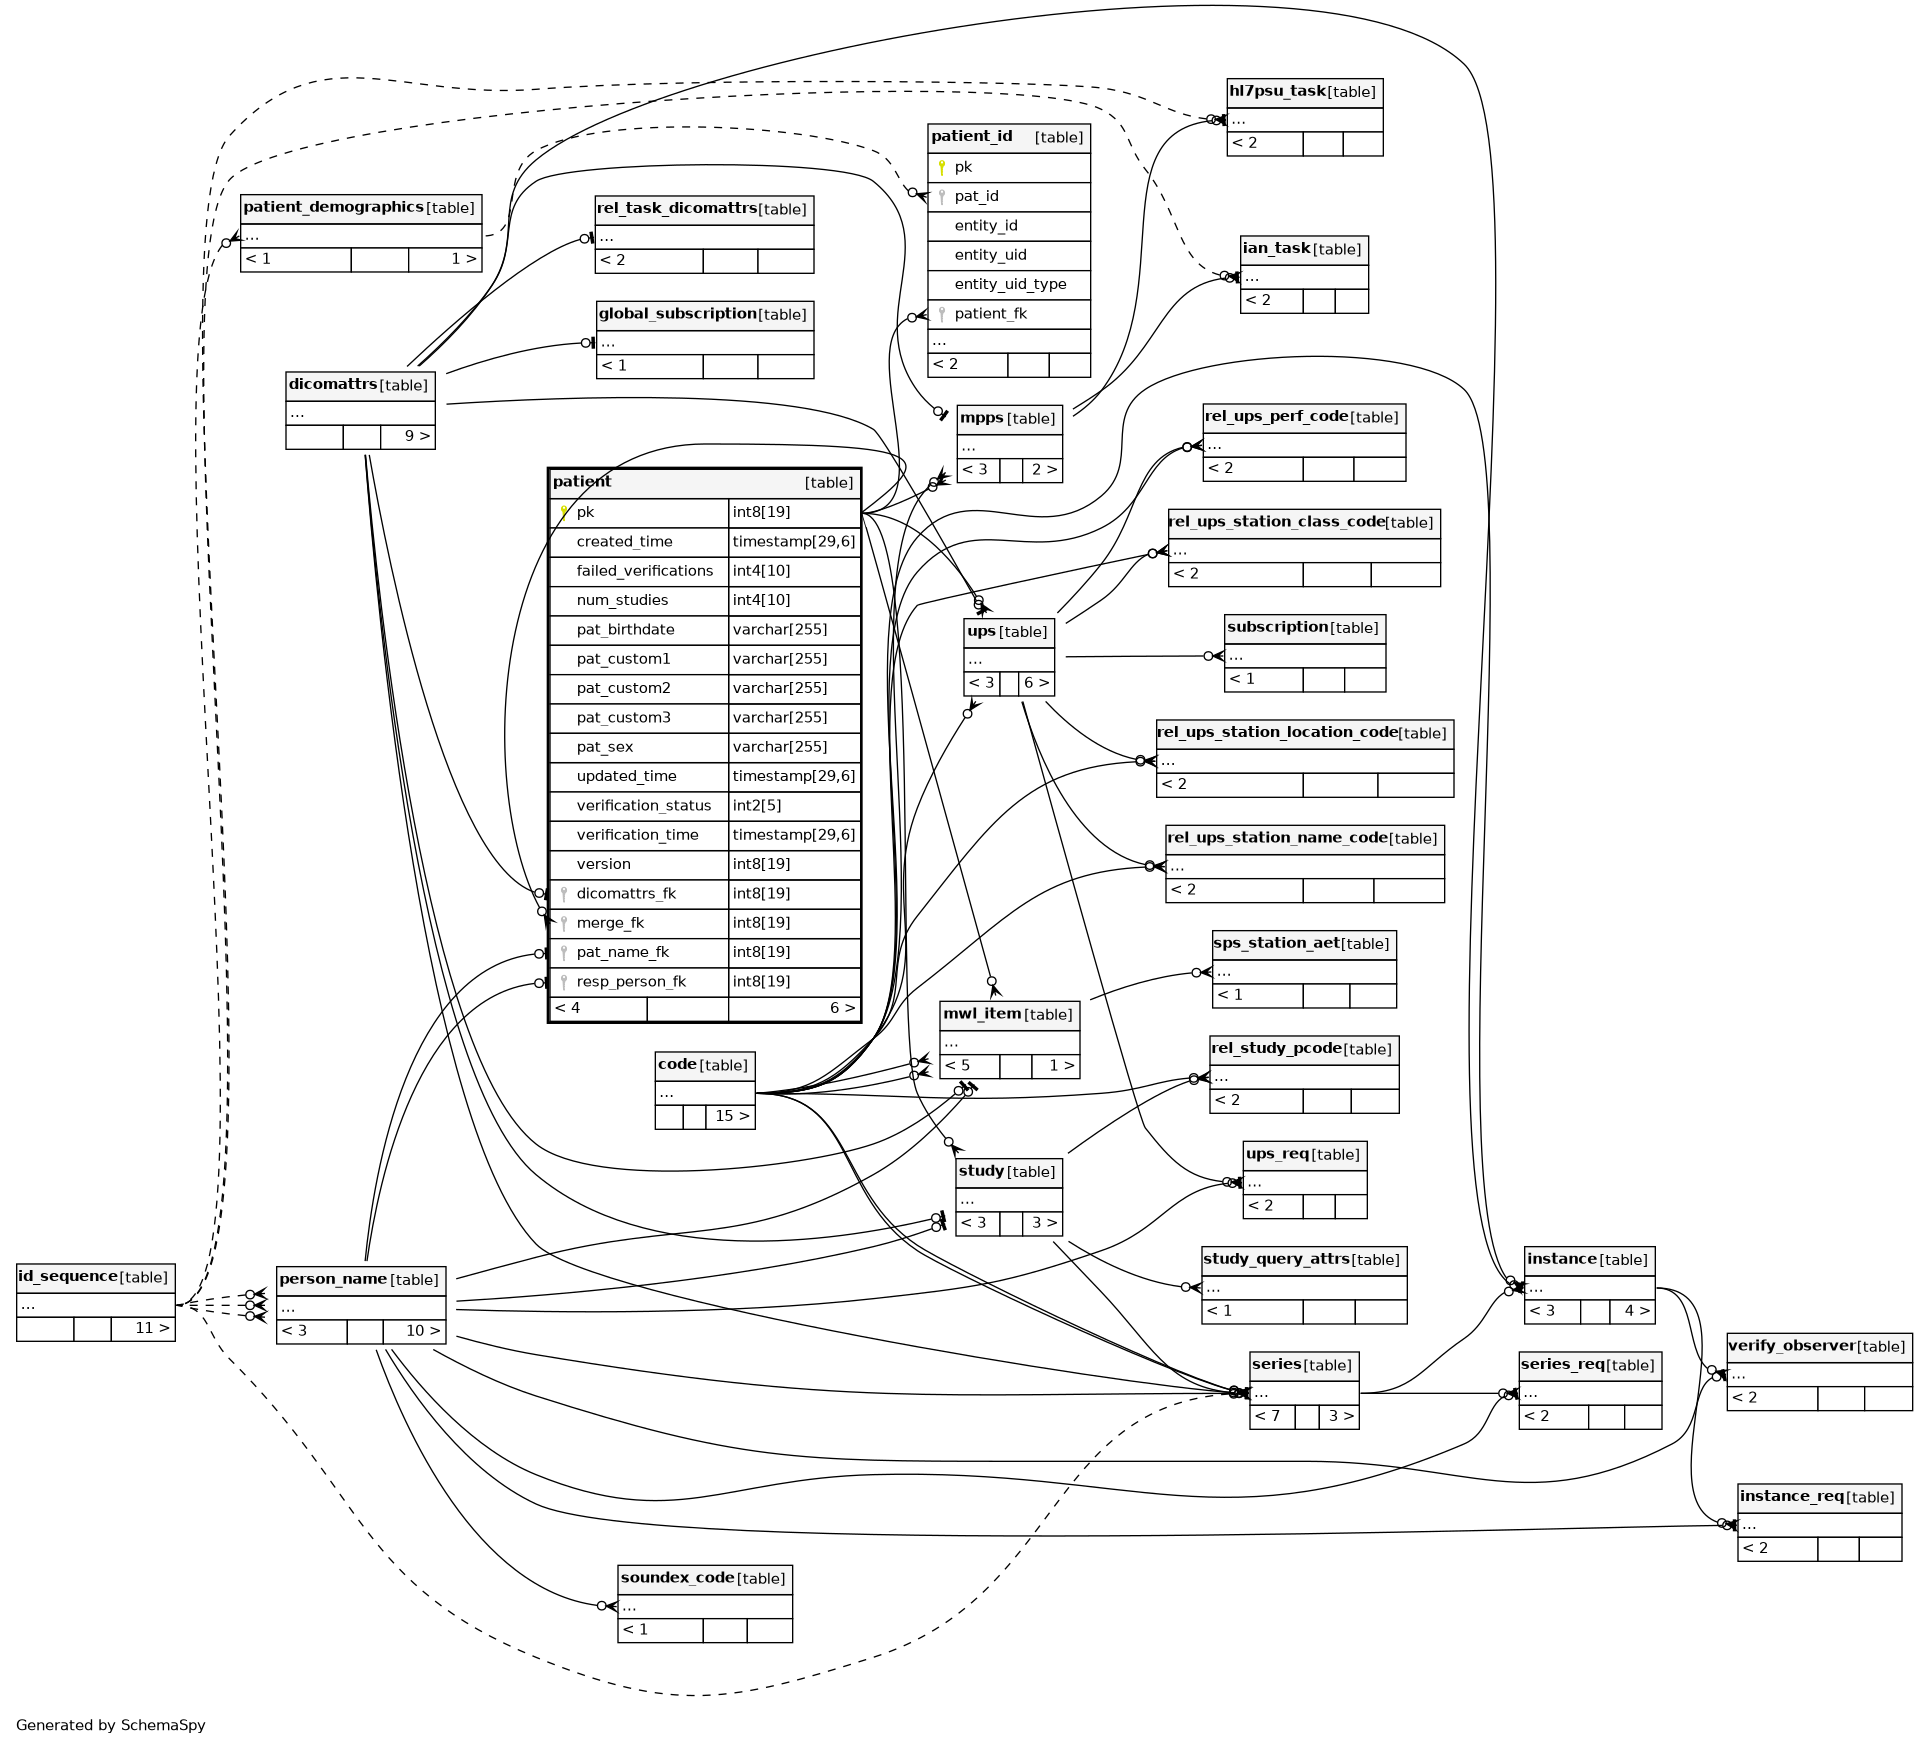 hl7psu_task [table]
...
< 2
patient_id [table]
pk
pat_id
entity_id
entity_uid
entity_uid_type
patient_fk
...
< 2
patient_demographics [table]
...
< 1 1 >
rel_task_dicomattrs [table]
...
< 2
ian_task [table]
...
< 2
global_subscription [table]
...
< 1
dicomattrs [table]
...
9 >
mpps [table]
...
< 3 2 >
rel_ups_perf_code [table]
...
< 2
patient [table]
pk int8[19]
created_time timestamp[29,6]
failed_verifications int4[10]
num_studies int4[10]
pat_birthdate varchar[255]
pat_custom1 varchar[255]
pat_custom2 varchar[255]
pat_custom3 varchar[255]
pat_sex varchar[255]
updated_time timestamp[29,6]
verification_status int2[5]
verification_time timestamp[29,6]
version int8[19]
dicomattrs_fk int8[19]
merge_fk int8[19]
pat_name_fk int8[19]
resp_person_fk int8[19]
< 4 6 >
rel_ups_station_class_code [table]
...
< 2
ups [table]
...
< 3 6 >
subscription [table]
...
< 1
rel_ups_station_location_code [table]
...
< 2
rel_ups_station_name_code [table]
...
< 2
sps_station_aet [table]
...
< 1
mwl_item [table]
...
< 5 1 >
rel_study_pcode [table]
...
< 2
code [table]
...
15 >
ups_req [table]
...
< 2
study [table]
...
< 3 3 >
study_query_attrs [table]
...
< 1
instance [table]
...
< 3 4 >
id_sequence [table]
...
11 >
person_name [table]
...
< 3 10 >
verify_observer [table]
...
< 2
series [table]
...
< 7 3 >
series_req [table]
...
< 2
instance_req [table]
...
< 2
soundex_code [table]
...
< 1
Generated by SchemaSpy